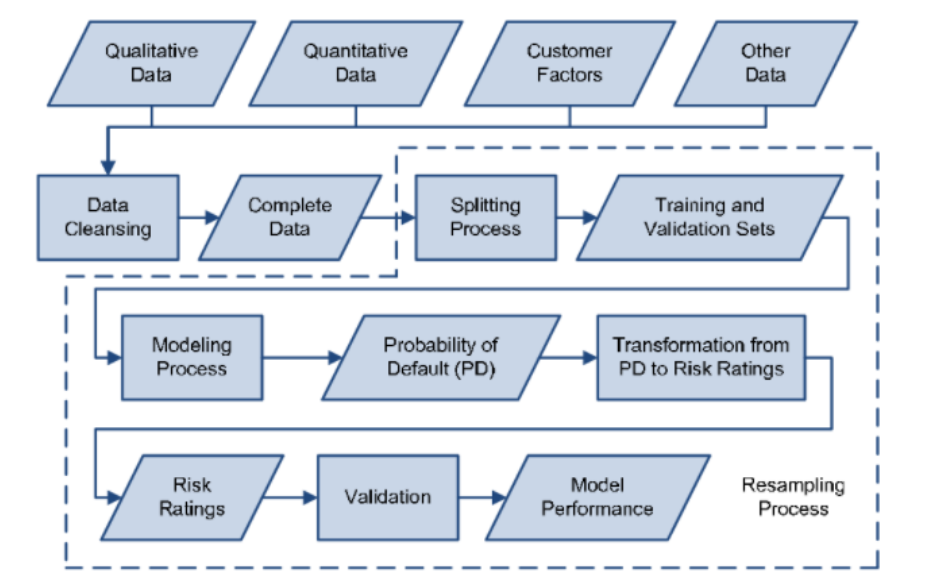 Qualitative
Data
Quantitative
Data
Customer
Factors
Other
Data
Data
Cleansing
Complete
Data
Splitting
Process
Training and
Validation Sets
Modeling
Process
Probability of
Default (PD)
Transformation from
PD to Risk Ratings
Risk
Ratings
Validation
Model
Performance
Resampling
Process